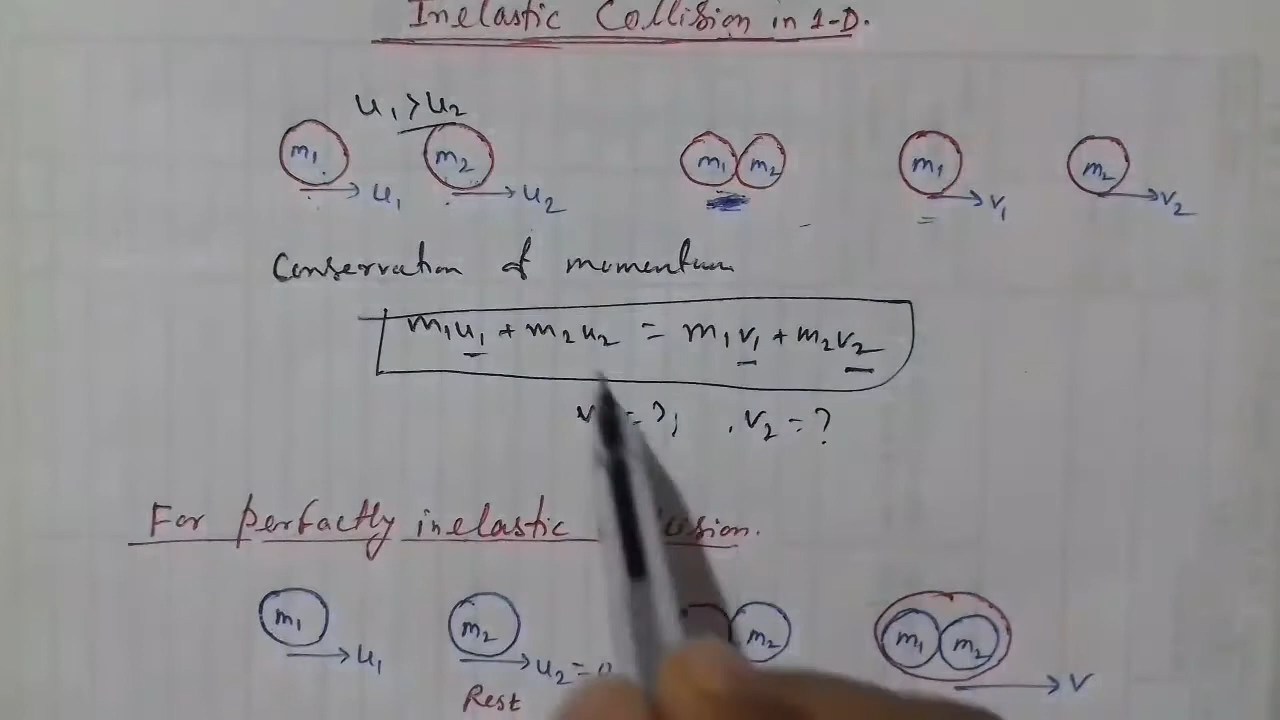 Inelastic Collision in 1-D.
u₁ > u₂
m₁ m₂ m₁ m₂ m₁ m₂
u₁ u₂ v₁ v₂
Conservation of momentum
m₁u₁ + m₂u₂ = m₁v₁ + m₂v₂
= ?; , v₂ = ?
For perfactly inelastic
m₁ m₂ m₂ m₁ m₂
u₁ u₂ = v
Rest